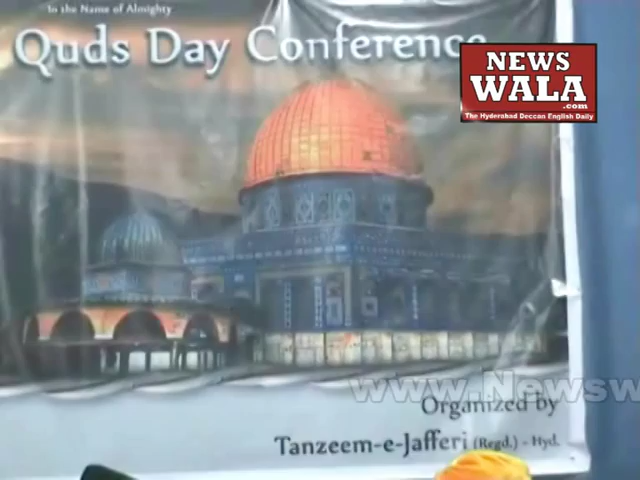 In the Name of Almighty
Quds Day Conference
NEWS
WALA
.com
The Hyderabad Deccan English Daily
www.Newsw
Organized by
Tanzeem-e-Jafferi (Regd.) - Hyd.